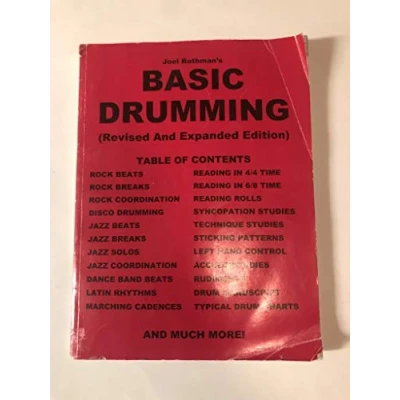 Joel Rothman's
BASIC
DRUMMING
(Revised And Expanded Edition)
TABLE OF CONTENTS
ROCK BEATS
ROCK BREAKS
ROCK COORDINATION
DISCO DRUMMING
JAZZ BEATS
JAZZ BREAKS
JAZZ SOLOS
JAZZ COORDINATION
DANCE BAND BEATS
LATIN RHYTHMS
MARCHING CADENCES
READING IN 4/4 TIME
READING IN 6/8 TIME
READING ROLLS
SYNCOPATION STUDIES
TECHNIQUE STUDIES
STICKING PATTERNS
LEFT HAND CONTROL
DRUM
TYPICAL DRUM CHARTS
AND MUCH MORE!